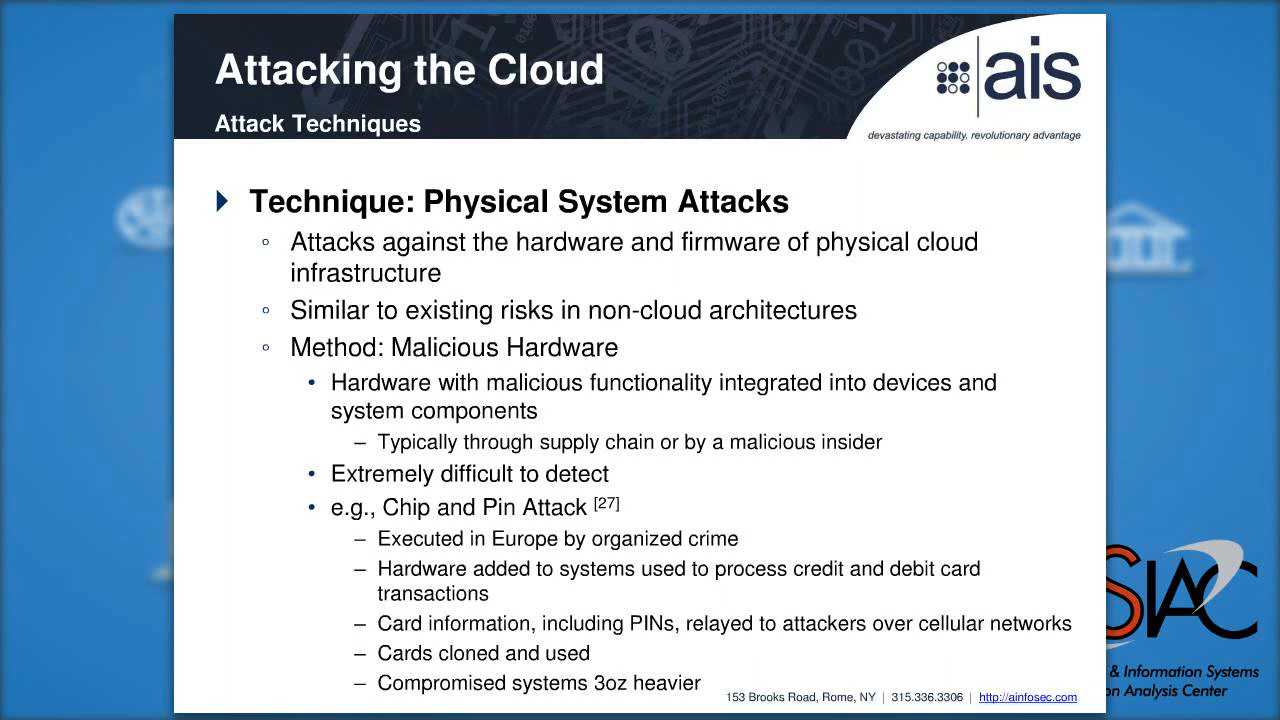 Attacking the Cloud
Attack Techniques
ais
devastating capability, revolutionary advantage
Technique: Physical System Attacks
◦ Attacks against the hardware and firmware of physical cloud
infrastructure
◦ Similar to existing risks in non-cloud architectures
◦ Method: Malicious Hardware
• Hardware with malicious functionality integrated into devices and
system components
– Typically through supply chain or by a malicious insider
• Extremely difficult to detect
• e.g., Chip and Pin Attack [27]
– Executed in Europe by organized crime
– Hardware added to systems used to process credit and debit card
transactions
– Card information, including PINs, relayed to attackers over cellular networks
– Cards cloned and used
– Compromised systems 3oz heavier
153 Brooks Road, Rome, NY | 315.336.3306 | http://ainfosec.com
SIAC
& Information Systems
on Analysis Center